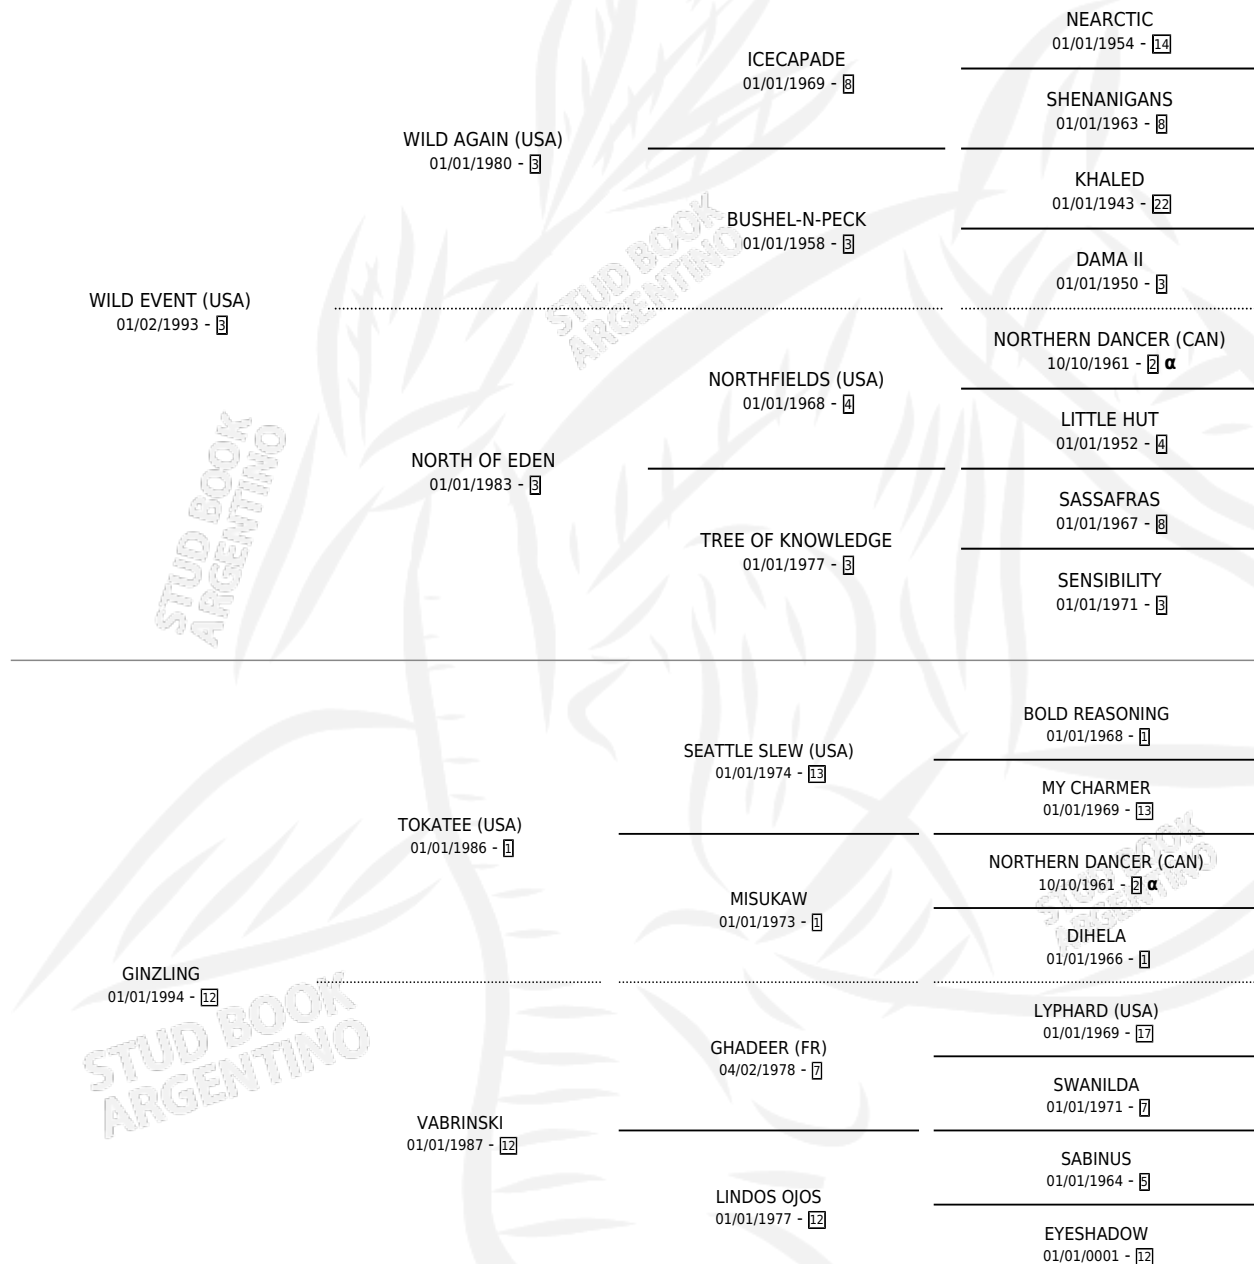 NEARCTIC
01/01/1954 - 14
ICECAPADE
01/01/1969 - 8
SHENANIGANS
01/01/1963 - 8
WILD AGAIN (USA)
01/01/1980 - 3
KHALED
01/01/1943 - 22
BUSHEL-N-PECK
01/01/1958 - 3
DAMA II
01/01/1950 - 3
STUD BOOK
ARGENTINO
WILD EVENT (USA)
01/02/1993 - 3
NORTHERN DANCER (CAN)
10/10/1961 - 2 α
NORTHFIELDS (USA)
01/01/1968 - 4
LITTLE HUT
01/01/1952 - 4
NORTH OF EDEN
01/01/1983 - 3
SASSAFRAS
01/01/1967 - 8
TREE OF KNOWLEDGE
01/01/1977 - 3
SENSIBILITY
01/01/1971 - 3
STUD BOOK
ARGENTINO
BOLD REASONING
01/01/1968 - 1
SEATTLE SLEW (USA)
01/01/1974 - 13
MY CHARMER
01/01/1969 - 13
TOKATEE (USA)
01/01/1986 - 1
NORTHERN DANCER (CAN)
10/10/1961 - 2 α
STUD BOOK
ARGENTINO
MISUKAW
01/01/1973 - 1
DIHELA
01/01/1966 - 1
GINZLING
01/01/1994 - 12
STUD BOOK
ARGENTINO
LYPHARD (USA)
01/01/1969 - 17
GHADEER (FR)
04/02/1978 - 7
SWANILDA
01/01/1971 - 7
VABRINSKI
01/01/1987 - 12
SABINUS
01/01/1964 - 5
LINDOS OJOS
01/01/1977 - 12
EYESHADOW
01/01/0001 - 12